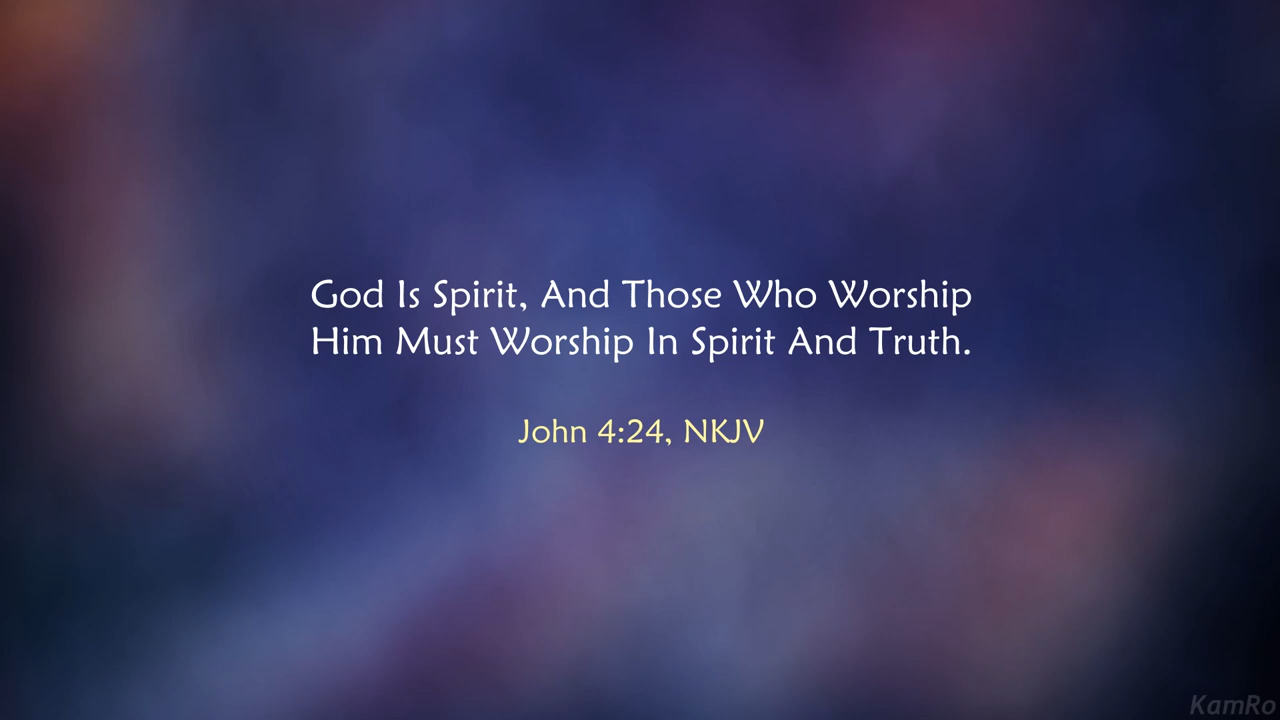 God Is Spirit, And Those Who Worship
Him Must Worship In Spirit And Truth.
John 4:24, NKJV
KamRo